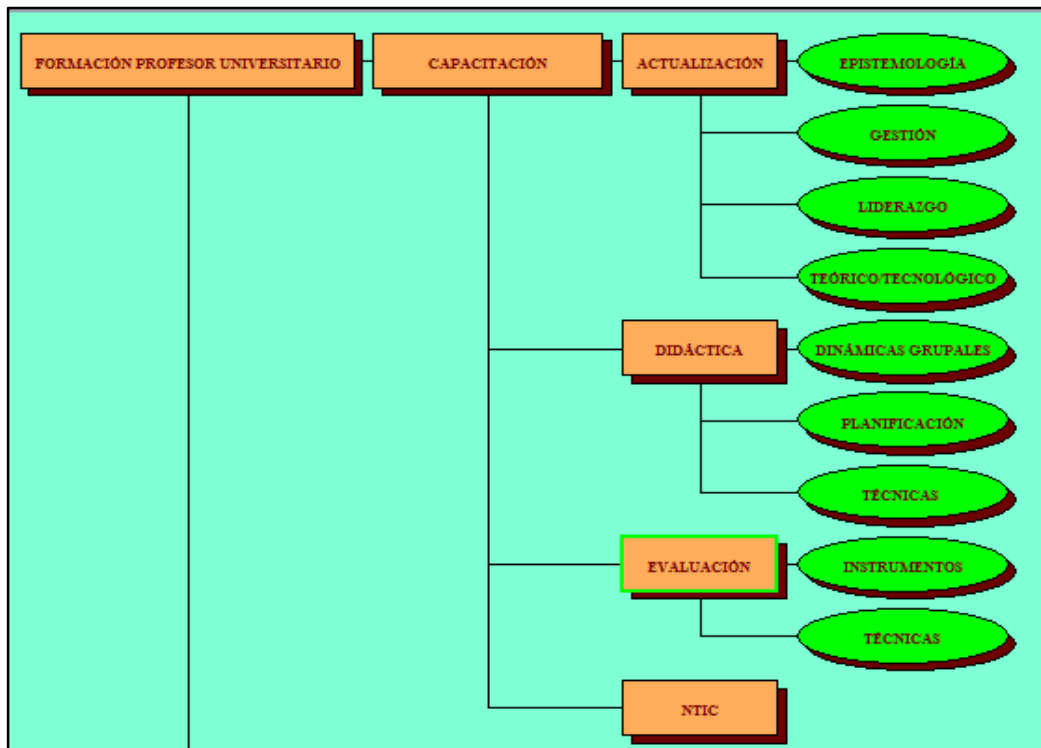 FORMACIÓN PROFESOR UNIVERSITARIO
CAPACITACIÓN
ACTUALIZACIÓN
EPISTEMOLOGÍA
GESTIÓN
LIDERAZGO
TEÓRICO/TECNOLÓGICO
DIDÁCTICA
DINÁMICAS GRUPALES
PLANIFICACIÓN
TÉCNICAS
EVALUACIÓN
INSTRUMENTOS
TÉCNICAS
NTIC